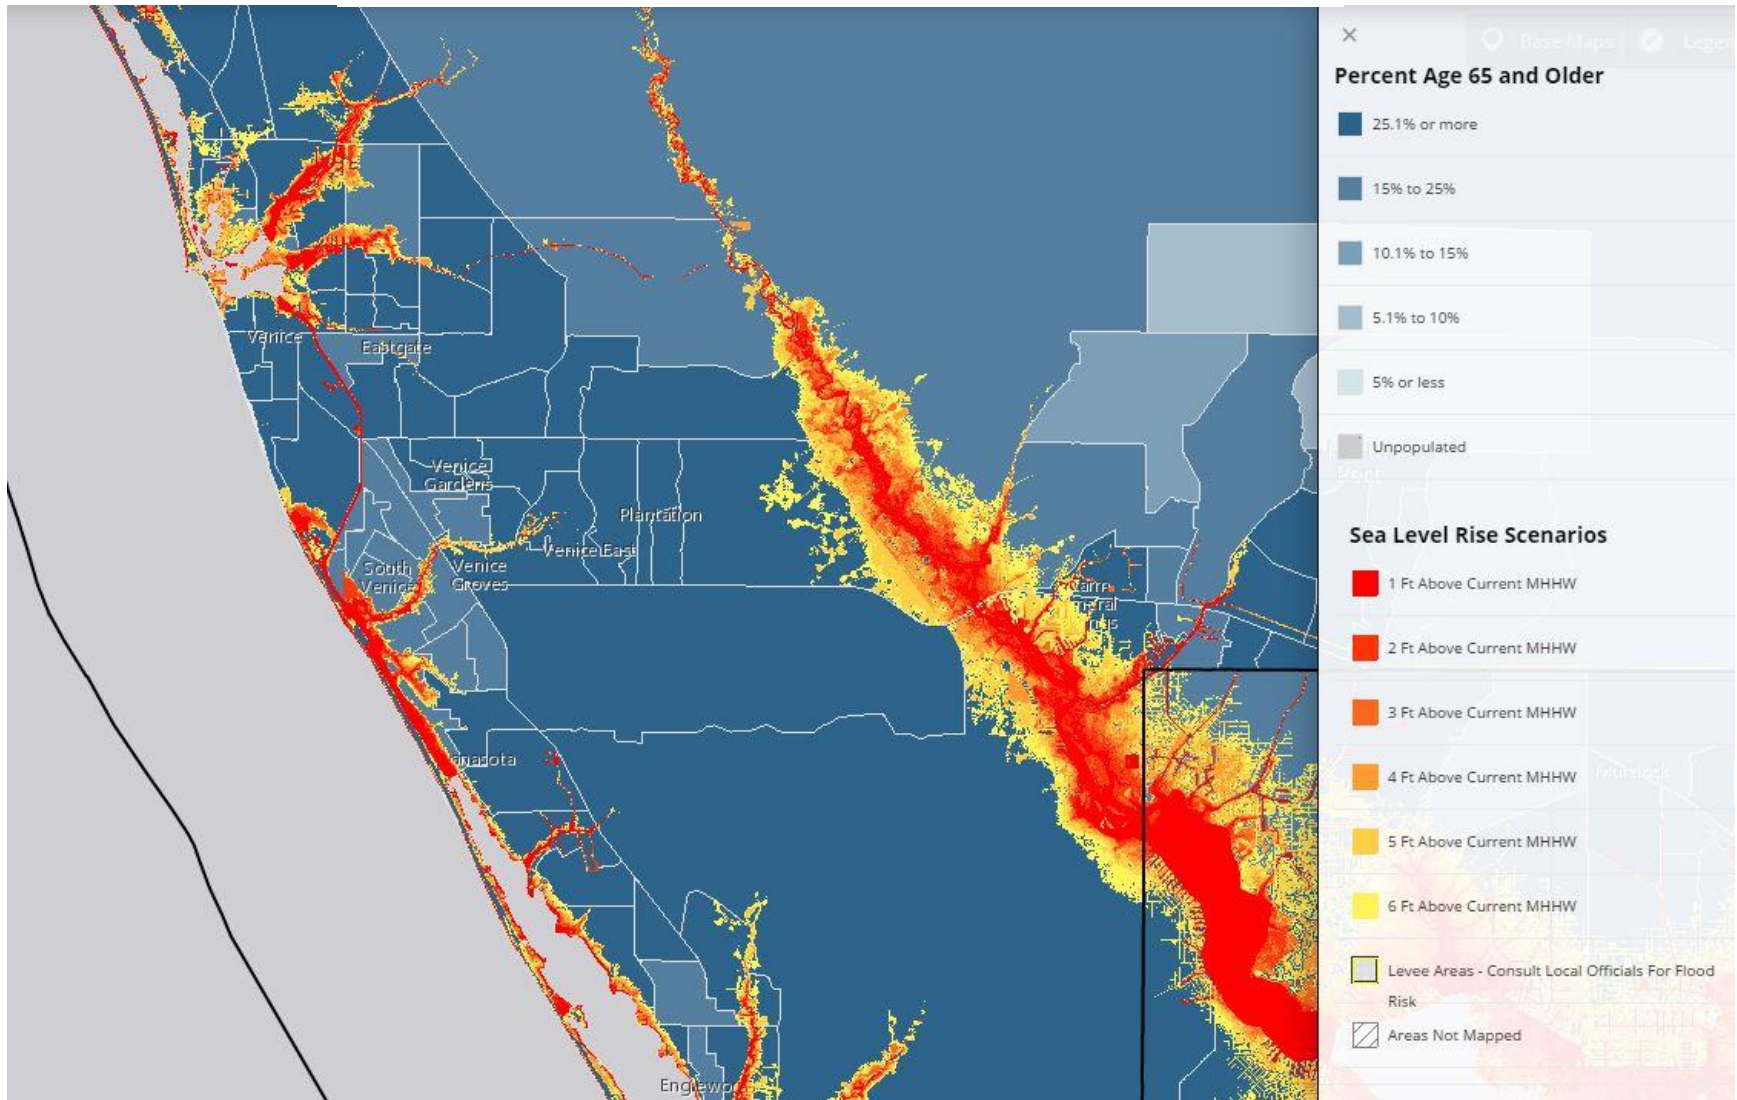 Base Maps
Percent Age 65 and Older
25.1% or more
15% to 25%
10.1% to 15%
5.1% to 10%
5% or less
Unpopulated
Sea Level Rise Scenarios
1 Ft Above Current MHHW
2 Ft Above Current MHHW
3 Ft Above Current MHHW
4 Ft Above Current MHHW
5 Ft Above Current MHHW
6 Ft Above Current MHHW
Levee Areas - Consult Local Officials For Flood
Risk
Areas Not Mapped
Venice
Eastgate
Venice
Gardens
Plantation
Venice East
South
Venice
Venice
Groves
Murdock